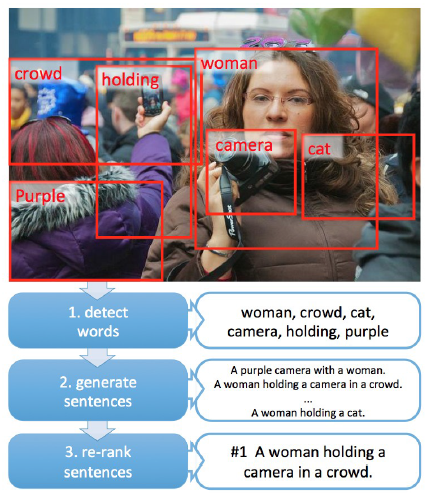 crowd
holding
woman
camera
cat
Purple
1. detect
words
woman, crowd, cat,
camera, holding, purple
2. generate
sentences
A purple camera with a woman.
A woman holding a camera in a crowd.
...
A woman holding a cat.
3. re-rank
sentences
#1 A woman holding a
camera in a crowd.